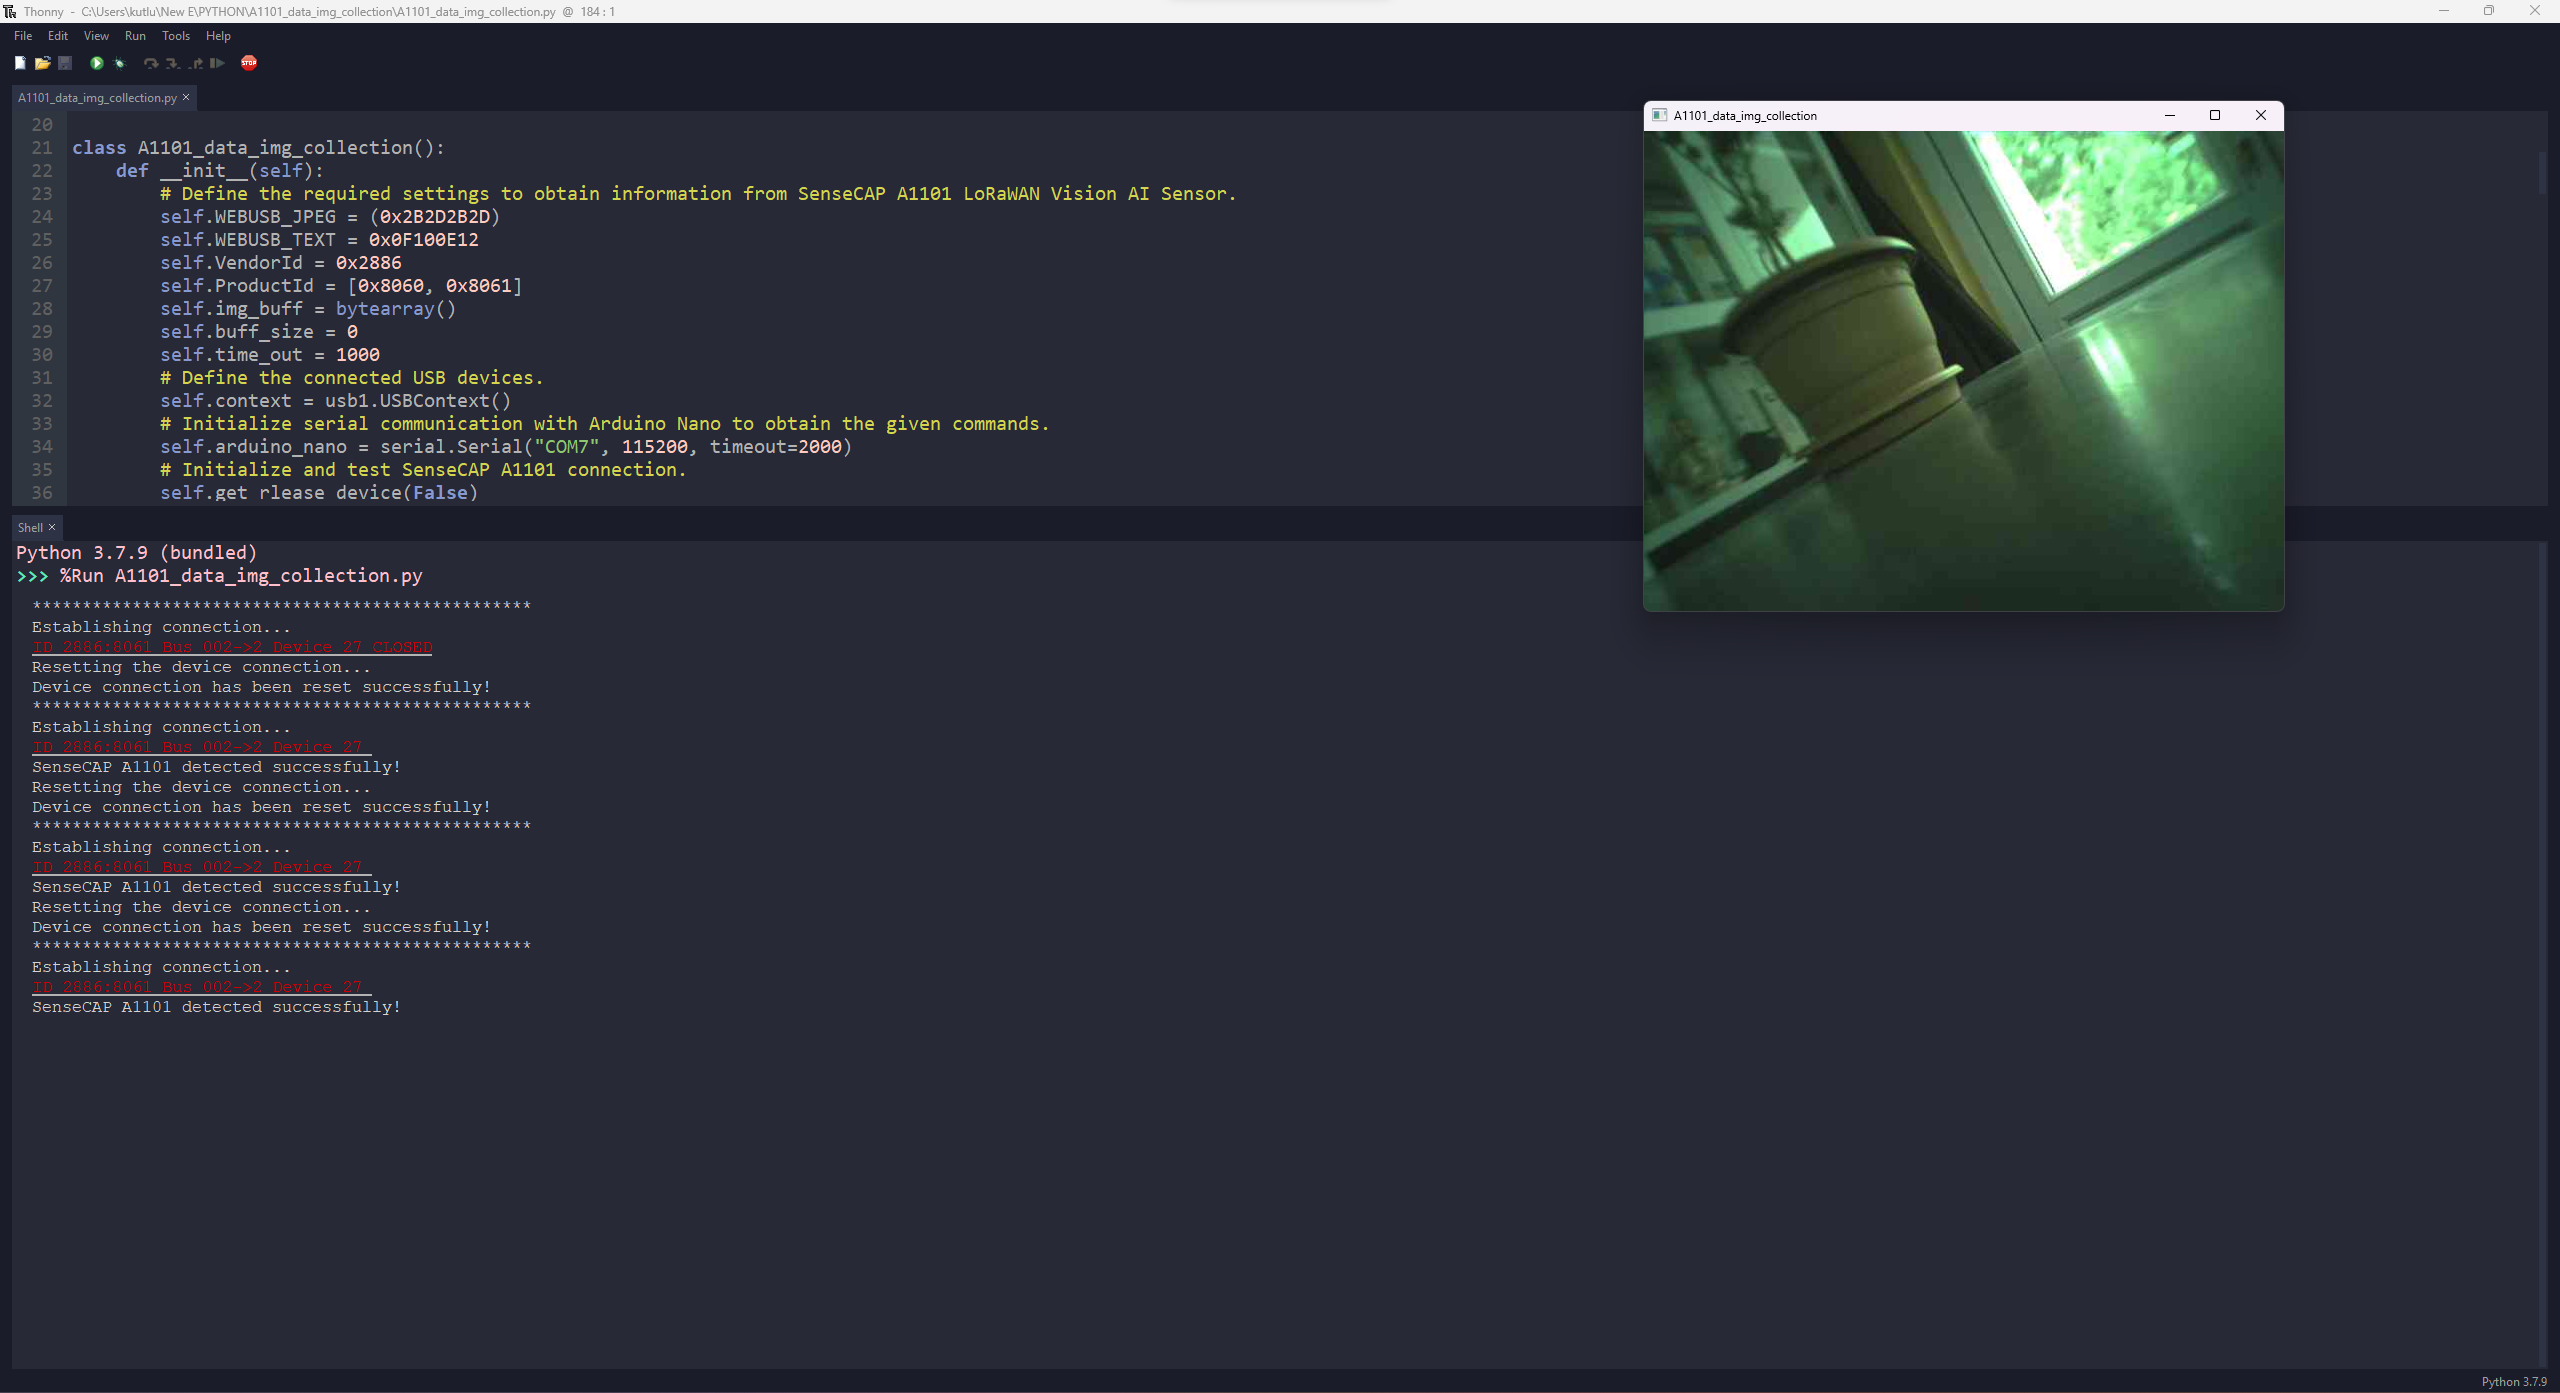 Thonny - C:\Users\kutlu\New E\PYTHON\A1101_data_img_collection\A1101_data_img_collection.py @ 184 : 1
File Edit View Run Tools Help
STOP
A1101_data_img_collection.py ×
20
21 class A1101_data_img_collection():
22     def __init__(self):
23         # Define the required settings to obtain information from SenseCAP A1101 LoRaWAN Vision AI Sensor.
24         self.WEBUSB_JPEG = (0x2B2D2B2D)
25         self.WEBUSB_TEXT = 0x0F100E12
26         self.VendorId = 0x2886
27         self.ProductId = [0x8060, 0x8061]
28         self.img_buff = bytearray()
29         self.buff_size = 0
30         self.time_out = 1000
31         # Define the connected USB devices.
32         self.context = usb1.USBContext()
33         # Initialize serial communication with Arduino Nano to obtain the given commands.
34         self.arduino_nano = serial.Serial("COM7", 115200, timeout=2000)
35         # Initialize and test SenseCAP A1101 connection.
36         self.get_rlease_device(False)
A1101_data_img_collection
Shell ×
Python 3.7.9 (bundled)
>>> %Run A1101_data_img_collection.py
**************************************************
Establishing connection...
ID 2886:8061 Bus 002->2 Device 27 CLOSED
Resetting the device connection...
Device connection has been reset successfully!
**************************************************
Establishing connection...
ID 2886:8061 Bus 002->2 Device 27
SenseCAP A1101 detected successfully!
Resetting the device connection...
Device connection has been reset successfully!
**************************************************
Establishing connection...
ID 2886:8061 Bus 002->2 Device 27
SenseCAP A1101 detected successfully!
Resetting the device connection...
Device connection has been reset successfully!
**************************************************
Establishing connection...
ID 2886:8061 Bus 002->2 Device 27
SenseCAP A1101 detected successfully!
Python 3.7.9